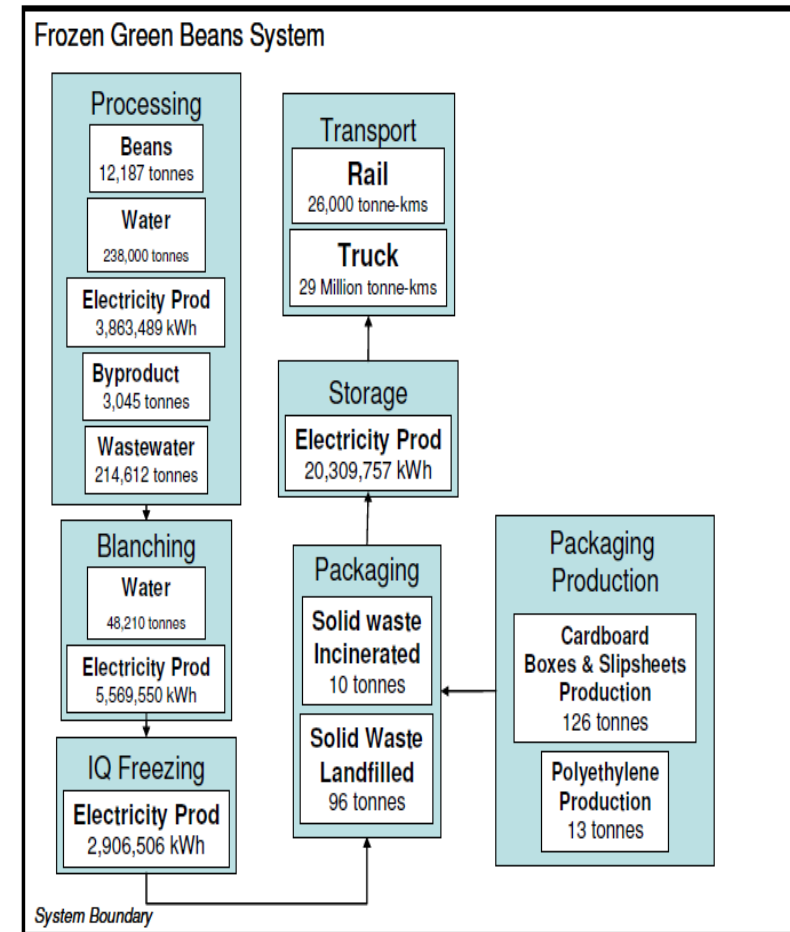 Frozen Green Beans System
Processing
Beans
12,187 tonnes
Water
238,000 tonnes
Electricity Prod
3,863,489 kWh
Byproduct
3,045 tonnes
Wastewater
214,612 tonnes
Blanching
Water
48,210 tonnes
Electricity Prod
5,569,550 kWh
IQ Freezing
Electricity Prod
2,906,506 kWh
Transport
Rail
26,000 tonne-kms
Truck
29 Million tonne-kms
Storage
Electricity Prod
20,309,757 kWh
Packaging
Solid waste
Incinerated
10 tonnes
Solid Waste
Landfilled
96 tonnes
Packaging
Production
Cardboard
Boxes & Slipsheets
Production
126 tonnes
Polyethylene
Production
13 tonnes
System Boundary